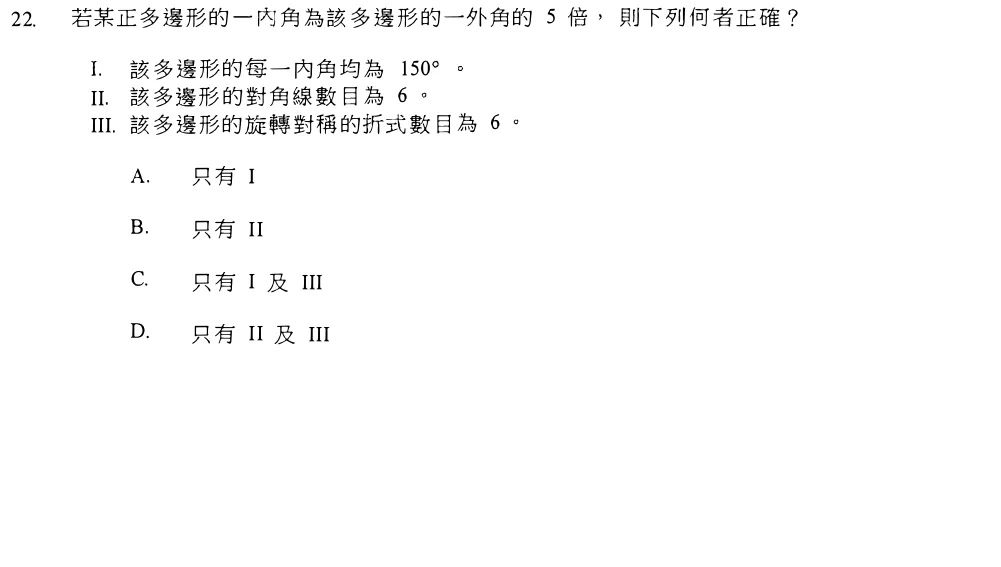 22. 若某正多邊形的一內角為該多邊形的一外角的 5 倍， 則下列何者正確？
I. 該多邊形的每一內角均為 150° 。
II. 該多邊形的對角線數目為 6 。
III. 該多邊形的旋轉對稱的折式數目為 6 。
A. 只有 I
B. 只有 II
C. 只有 I 及 III
D. 只有 II 及 III